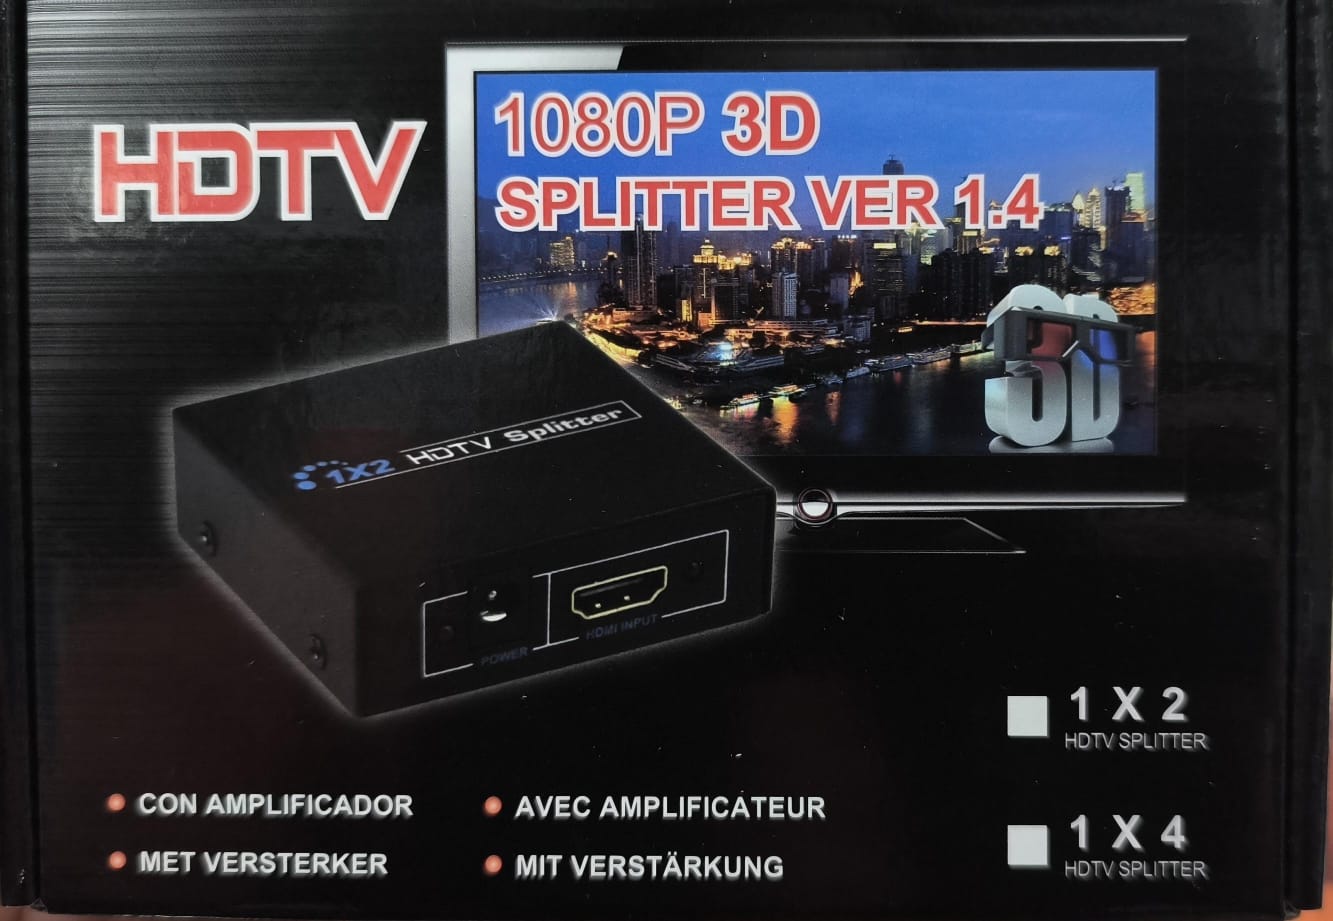 HDTV
1080P 3D
SPLITTER VER 1.4
3D
1X2 HDTV Splitter
POWER
HDMI INPUT
1 X 2
HDTV SPLITTER
CON AMPLIFICADOR
AVEC AMPLIFICATEUR
MET VERSTERKER
MIT VERSTÄRKUNG
1 X 4
HDTV SPLITTER